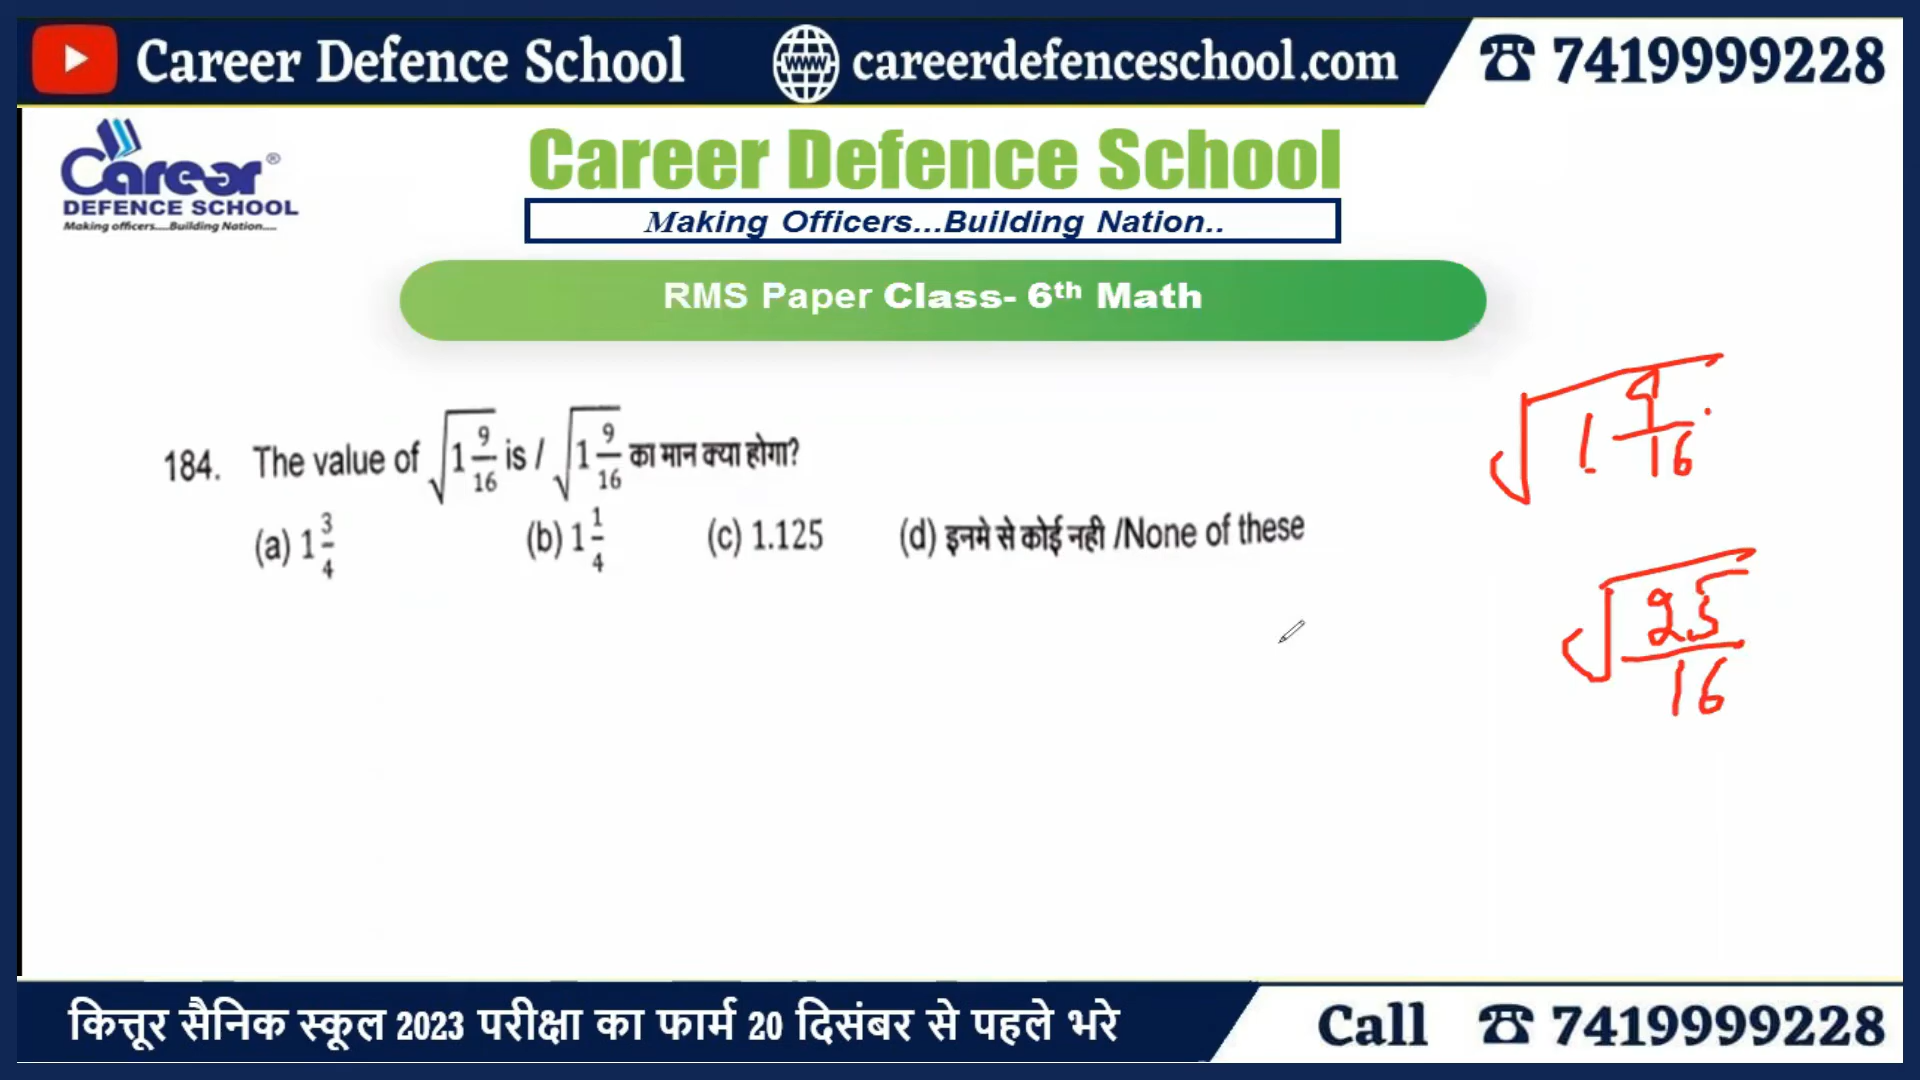 Career Defence School
www
careerdefenceschool.com
☎ 7419999228
Carear®
DEFENCE SCHOOL
Making officers....Building Nation....
Career Defence School
Making Officers...Building Nation..
RMS Paper Class- 6th Math
184. The value of √1 9/16 is / √1 9/16 का मान क्या होगा?
(a) 1 3/4 (b) 1 1/4 (c) 1.125 (d) इनमे से कोई नही /None of these
√1 9/16
√25/16
कित्तूर सैनिक स्कूल 2023 परीक्षा का फार्म 20 दिसंबर से पहले भरे
Call ☎ 7419999228